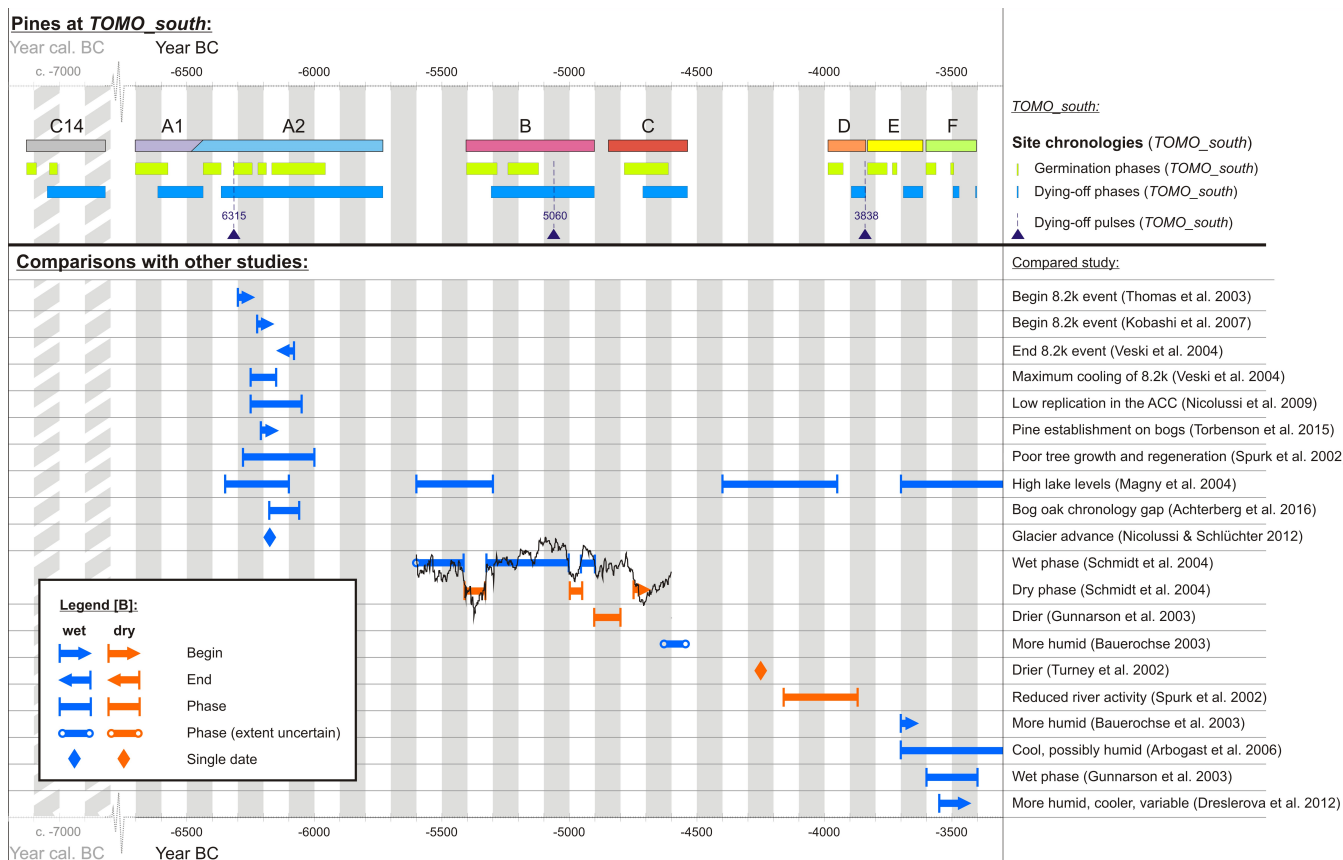 Pines at TOMO_south:
Year cal. BC Year BC
c. -7000 -6500 -6000 -5500 -5000 -4500 -4000 -3500
TOMO_south:
C14 A1 A2 B C D E F
Site chronologies (TOMO_south)
Germination phases (TOMO_south)
Dying-off phases (TOMO_south)
6315 5060 3838
Dying-off pulses (TOMO_south)
Comparisons with other studies:
Compared study:
Begin 8.2k event (Thomas et al. 2003)
Begin 8.2k event (Kobashi et al. 2007)
End 8.2k event (Veski et al. 2004)
Maximum cooling of 8.2k (Veski et al. 2004)
Low replication in the ACC (Nicolussi et al. 2009)
Pine establishment on bogs (Torbenson et al. 2015)
Poor tree growth and regeneration (Spurk et al. 2002
High lake levels (Magny et al. 2004)
Bog oak chronology gap (Achterberg et al. 2016)
Glacier advance (Nicolussi & Schlüchter 2012)
Wet phase (Schmidt et al. 2004)
Dry phase (Schmidt et al. 2004)
Drier (Gunnarson et al. 2003)
More humid (Bauerochse 2003)
Drier (Turney et al. 2002)
Reduced river activity (Spurk et al. 2002)
More humid (Bauerochse et al. 2003)
Cool, possibly humid (Arbogast et al. 2006)
Wet phase (Gunnarson et al. 2003)
More humid, cooler, variable (Dreslerova et al. 2012)
Legend [B]:
wet dry
Begin
End
Phase
Phase (extent uncertain)
Single date
c. -7000 -6500 -6000 -5500 -5000 -4500 -4000 -3500
Year cal. BC Year BC